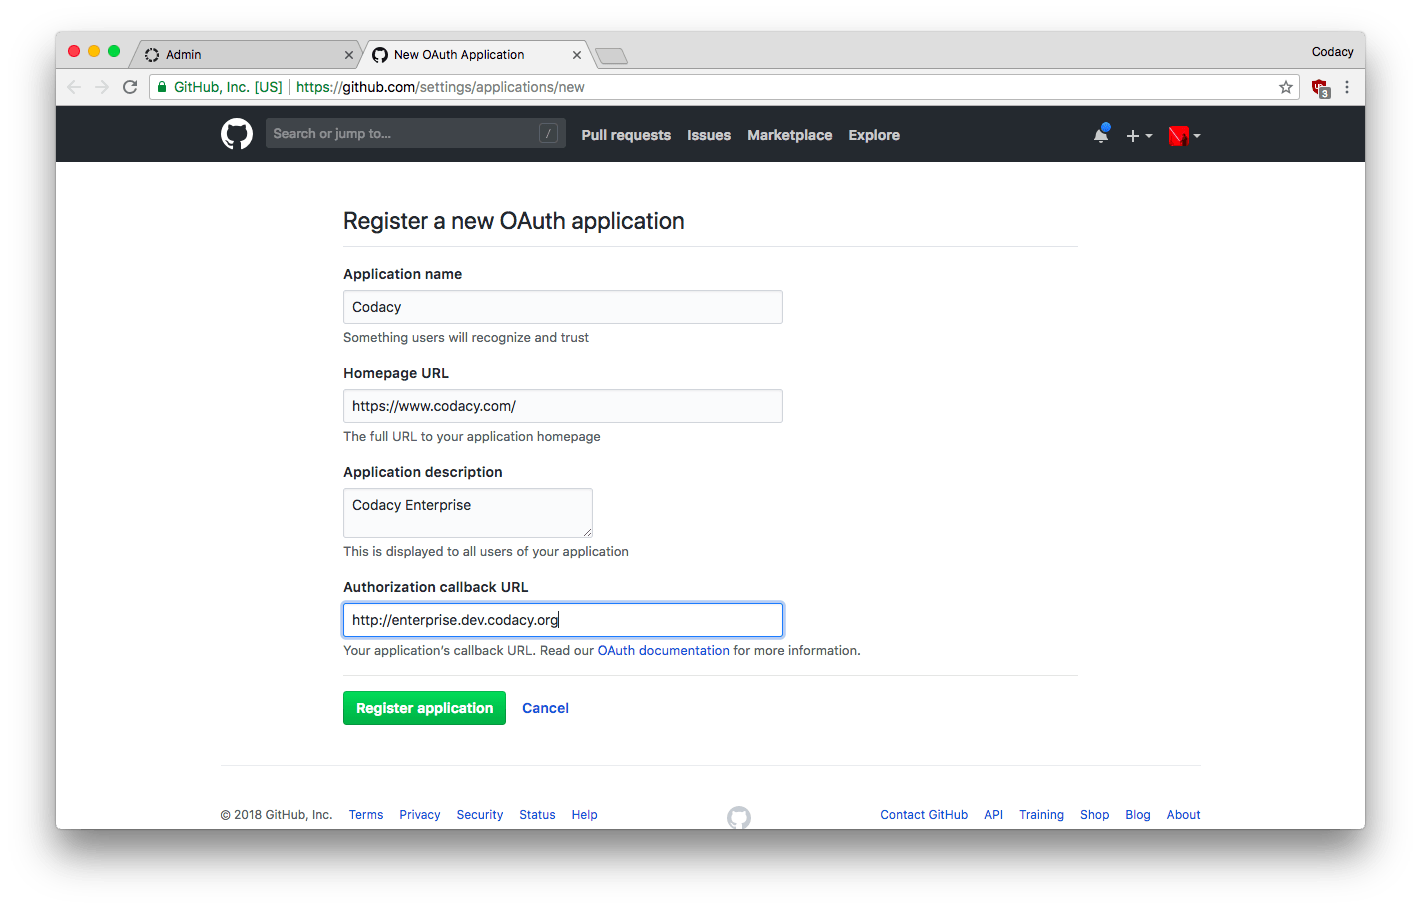 Admin
New OAuth Application
Codacy
GitHub, Inc. [US] https://github.com/settings/applications/new
3
Search or jump to... /
Pull requests Issues Marketplace Explore
Register a new OAuth application
Application name
Codacy
Something users will recognize and trust
Homepage URL
https://www.codacy.com/
The full URL to your application homepage
Application description
Codacy Enterprise
This is displayed to all users of your application
Authorization callback URL
http://enterprise.dev.codacy.org
Your application’s callback URL. Read our OAuth documentation for more information.
Register application Cancel
© 2018 GitHub, Inc. Terms Privacy Security Status Help Contact GitHub API Training Shop Blog About